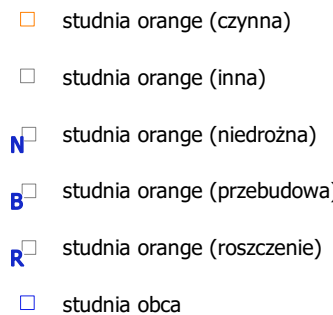 studnia orange (czynna)
studnia orange (inna)
N studnia orange (niedrożna)
B studnia orange (przebudowa)
R studnia orange (roszczenie)
studnia obca